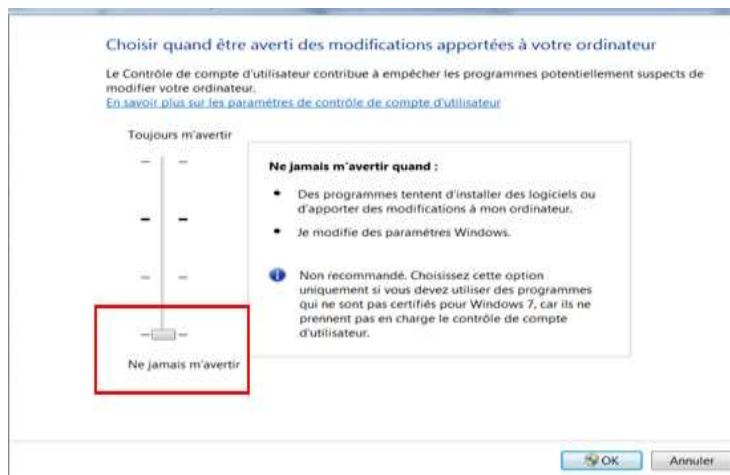 Choisir quand être averti des modifications apportées à votre ordinateur
Le Contrôle de compte d'utilisateur contribue à empêcher les programmes potentiellement suspects de
modifier votre ordinateur.
En savoir plus sur les paramètres de contrôle de compte d'utilisateur
Toujours m'avertir
Ne jamais m'avertir quand :
• Des programmes tentent d'installer des logiciels ou
d'apporter des modifications à mon ordinateur.
• Je modifie des paramètres Windows.
Non recommandé. Choisissez cette option
uniquement si vous devez utiliser des programmes
qui ne sont pas certifiés pour Windows 7, car ils ne
prennent pas en charge le contrôle de compte
d'utilisateur.
Ne jamais m'avertir
OK
Annuler